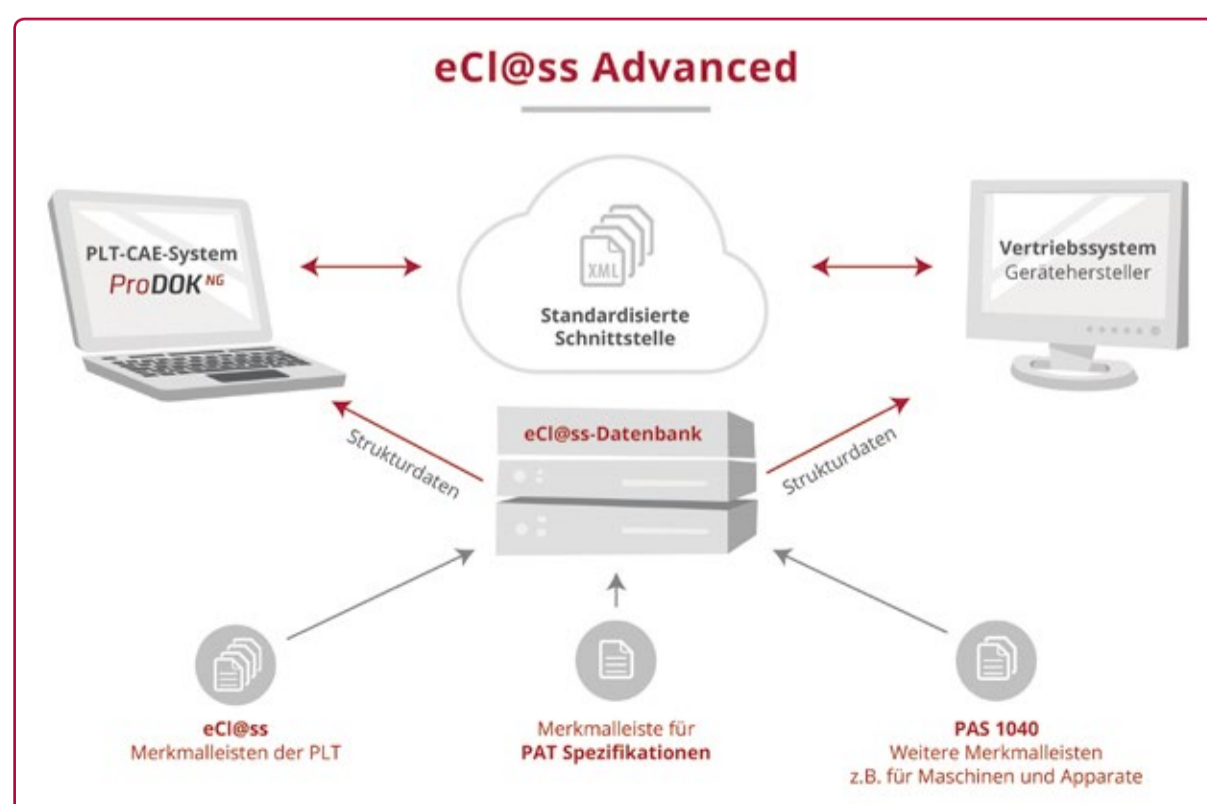 eCl@ss Advanced
PLT-CAE-System
ProDOK NG
XML
Standardisierte
Schnittstelle
Vertriebssystem
Gerätehersteller
eCl@ss-Datenbank
Strukturdaten
Strukturdaten
eCl@ss
Merkmalleisten der PLT
Merkmalleiste für
PAT Spezifikationen
PAS 1040
Weitere Merkmalleisten
z.B. für Maschinen und Apparate